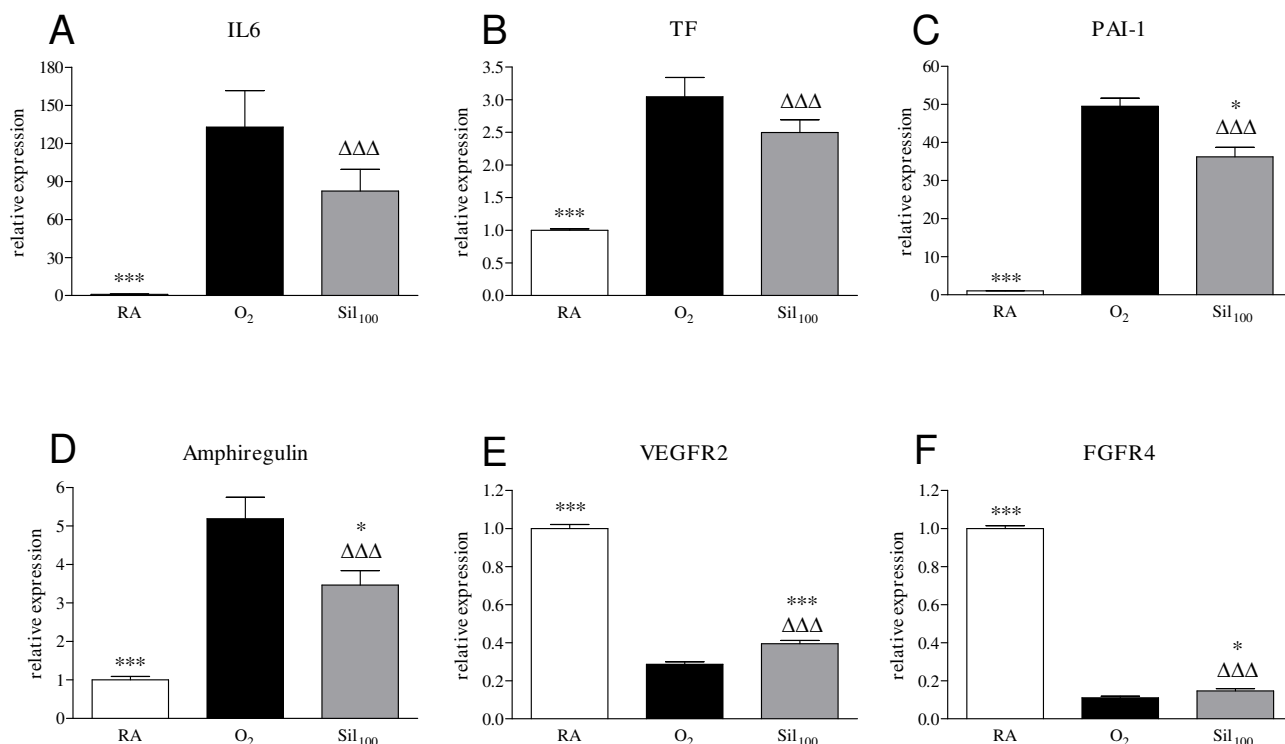 A
IL6
relative expression
180
150
120
90
60
30
0
***
ΔΔΔ
RA
O₂
Sil₁₀₀
B
TF
relative expression
3.5
3.0
2.5
2.0
1.5
1.0
0.5
0.0
***
ΔΔΔ
RA
O₂
Sil₁₀₀
C
PAI-1
relative expression
60
50
40
30
20
10
0
***
*
ΔΔΔ
RA
O₂
Sil₁₀₀
D
Amphiregulin
relative expression
6
5
4
3
2
1
0
***
*
ΔΔΔ
RA
O₂
Sil₁₀₀
E
VEGFR2
relative expression
1.2
1.0
0.8
0.6
0.4
0.2
0.0
***
***
ΔΔΔ
RA
O₂
Sil₁₀₀
F
FGFR4
relative expression
1.2
1.0
0.8
0.6
0.4
0.2
0.0
***
*
ΔΔΔ
RA
O₂
Sil₁₀₀